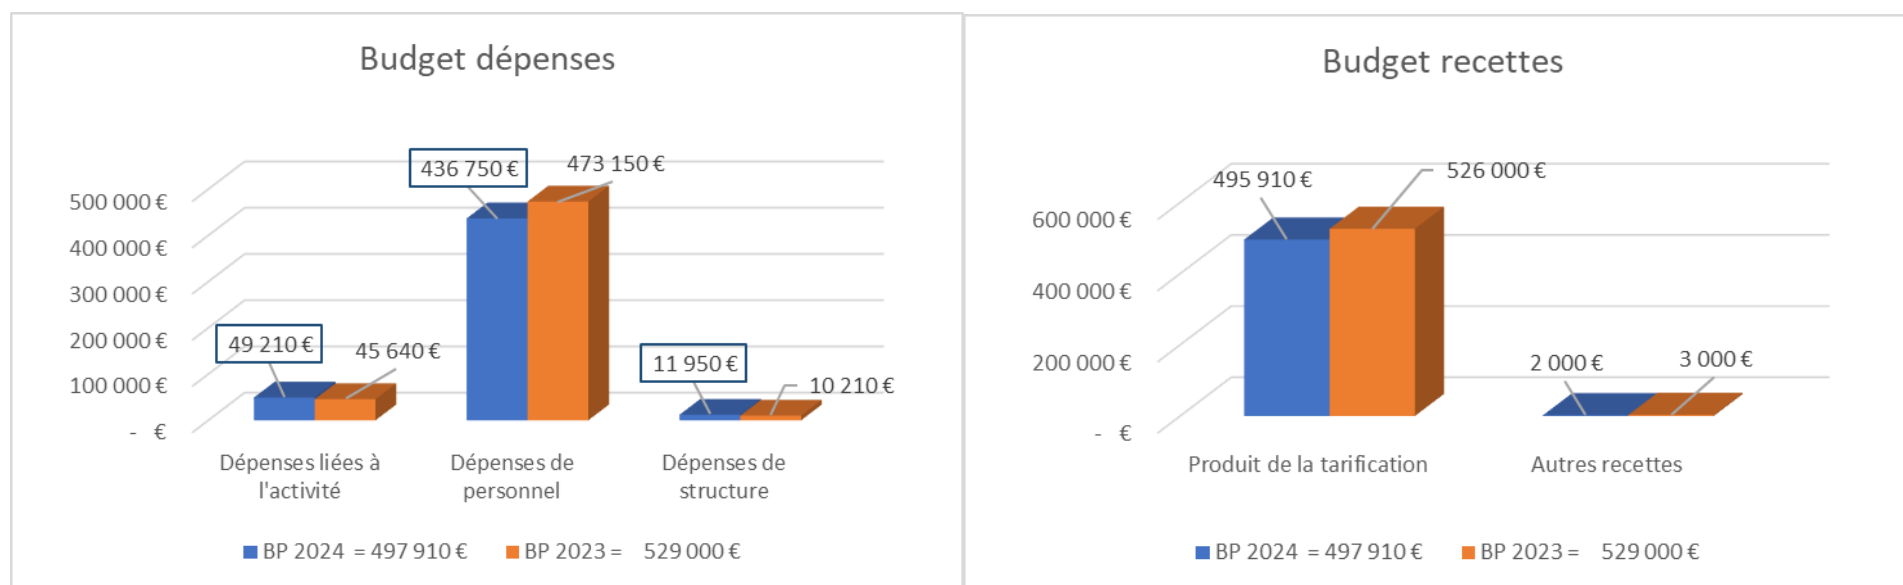 Budget dépenses
436 750 €
473 150 €
500 000 €
400 000 €
300 000 €
200 000 €
100 000 €
- €
49 210 €
45 640 €
11 950 €
10 210 €
Dépenses liées à
l'activité
Dépenses de
personnel
Dépenses de
structure
BP 2024 = 497 910 €
BP 2023 = 529 000 €
Budget recettes
495 910 €
526 000 €
600 000 €
400 000 €
200 000 €
- €
2 000 €
3 000 €
Produit de la tarification
Autres recettes
BP 2024 = 497 910 €
BP 2023 = 529 000 €